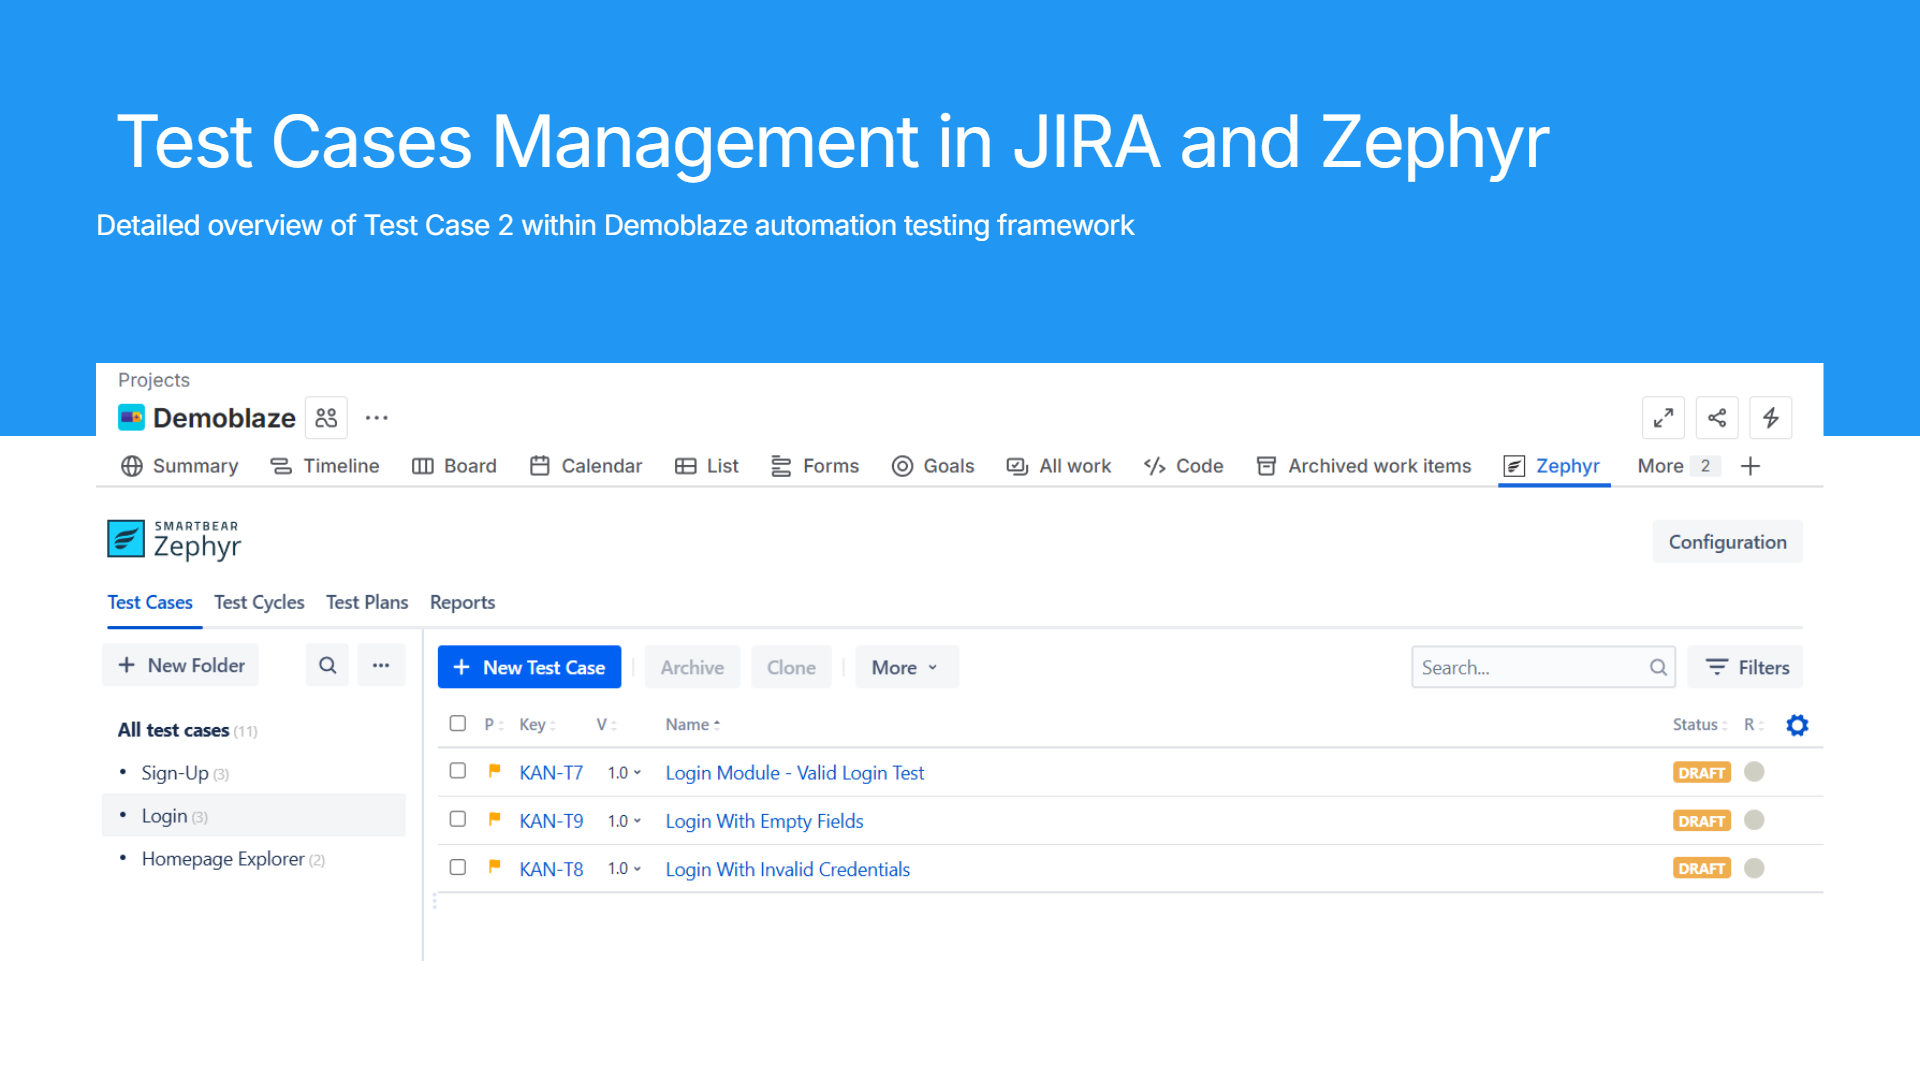 Test Cases Management in JIRA and Zephyr
Detailed overview of Test Case 2 within Demoblaze automation testing framework
Projects
Demoblaze
Summary Timeline Board Calendar List Forms Goals All work Code Archived work items Zephyr More 2
SMARTBEAR
Zephyr
Configuration
Test Cases Test Cycles Test Plans Reports
New Folder
New Test Case Archive Clone More Search... Filters
All test cases (11)
Sign-Up (3)
Login (3)
Homepage Explorer (2)
P Key V Name Status R
KAN-T7 1.0 Login Module - Valid Login Test DRAFT
KAN-T9 1.0 Login With Empty Fields DRAFT
KAN-T8 1.0 Login With Invalid Credentials DRAFT